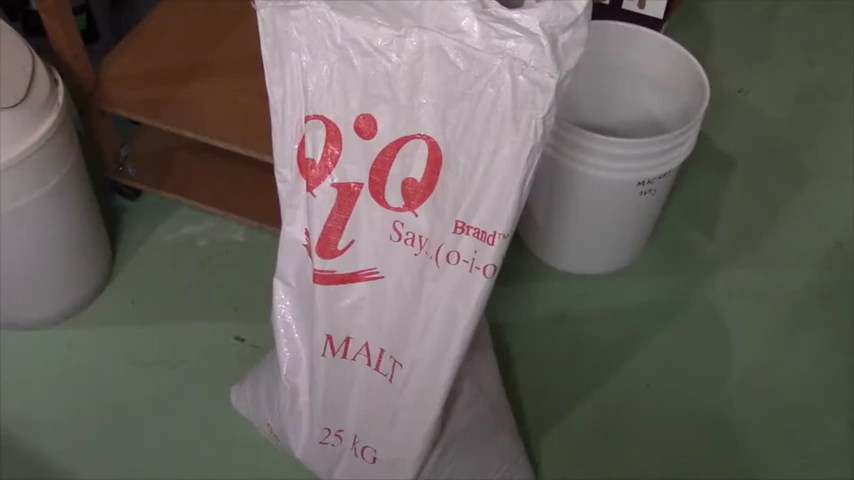 QiQ
Brand™
Say...(o-i-o
MALT
25 KG